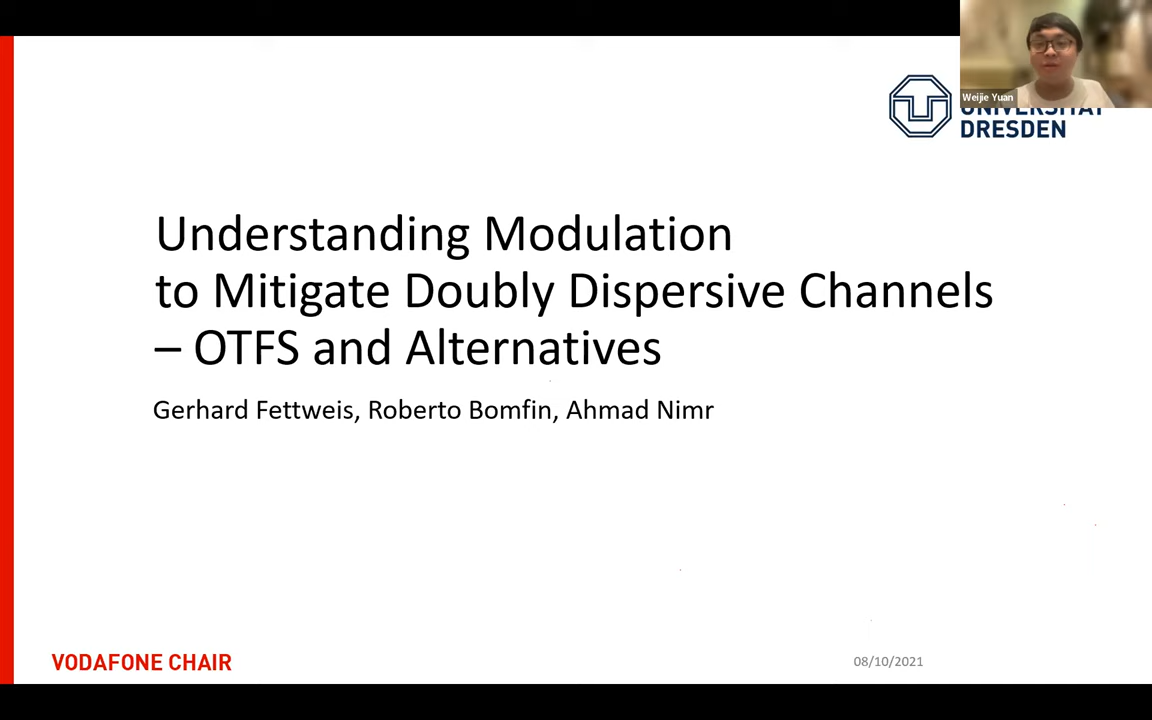 Weijie Yuan
DRESDEN
Understanding Modulation
to Mitigate Doubly Dispersive Channels
– OTFS and Alternatives
Gerhard Fettweis, Roberto Bomfin, Ahmad Nimr
VODAFONE CHAIR
08/10/2021